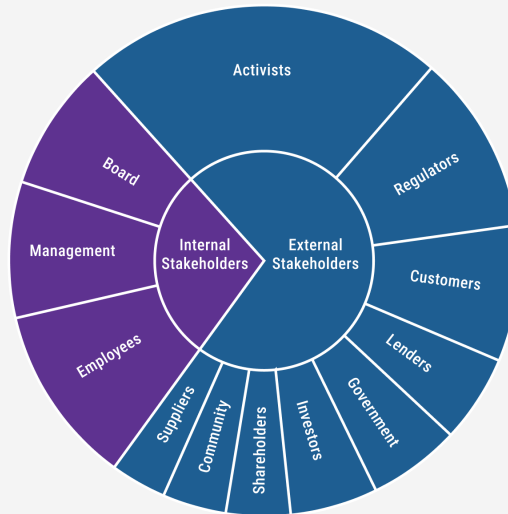 Activists
Regulators
Customers
Lenders
Government
Investors
Shareholders
Community
Suppliers
Employees
Management
Board
Internal
Stakeholders
External
Stakeholders